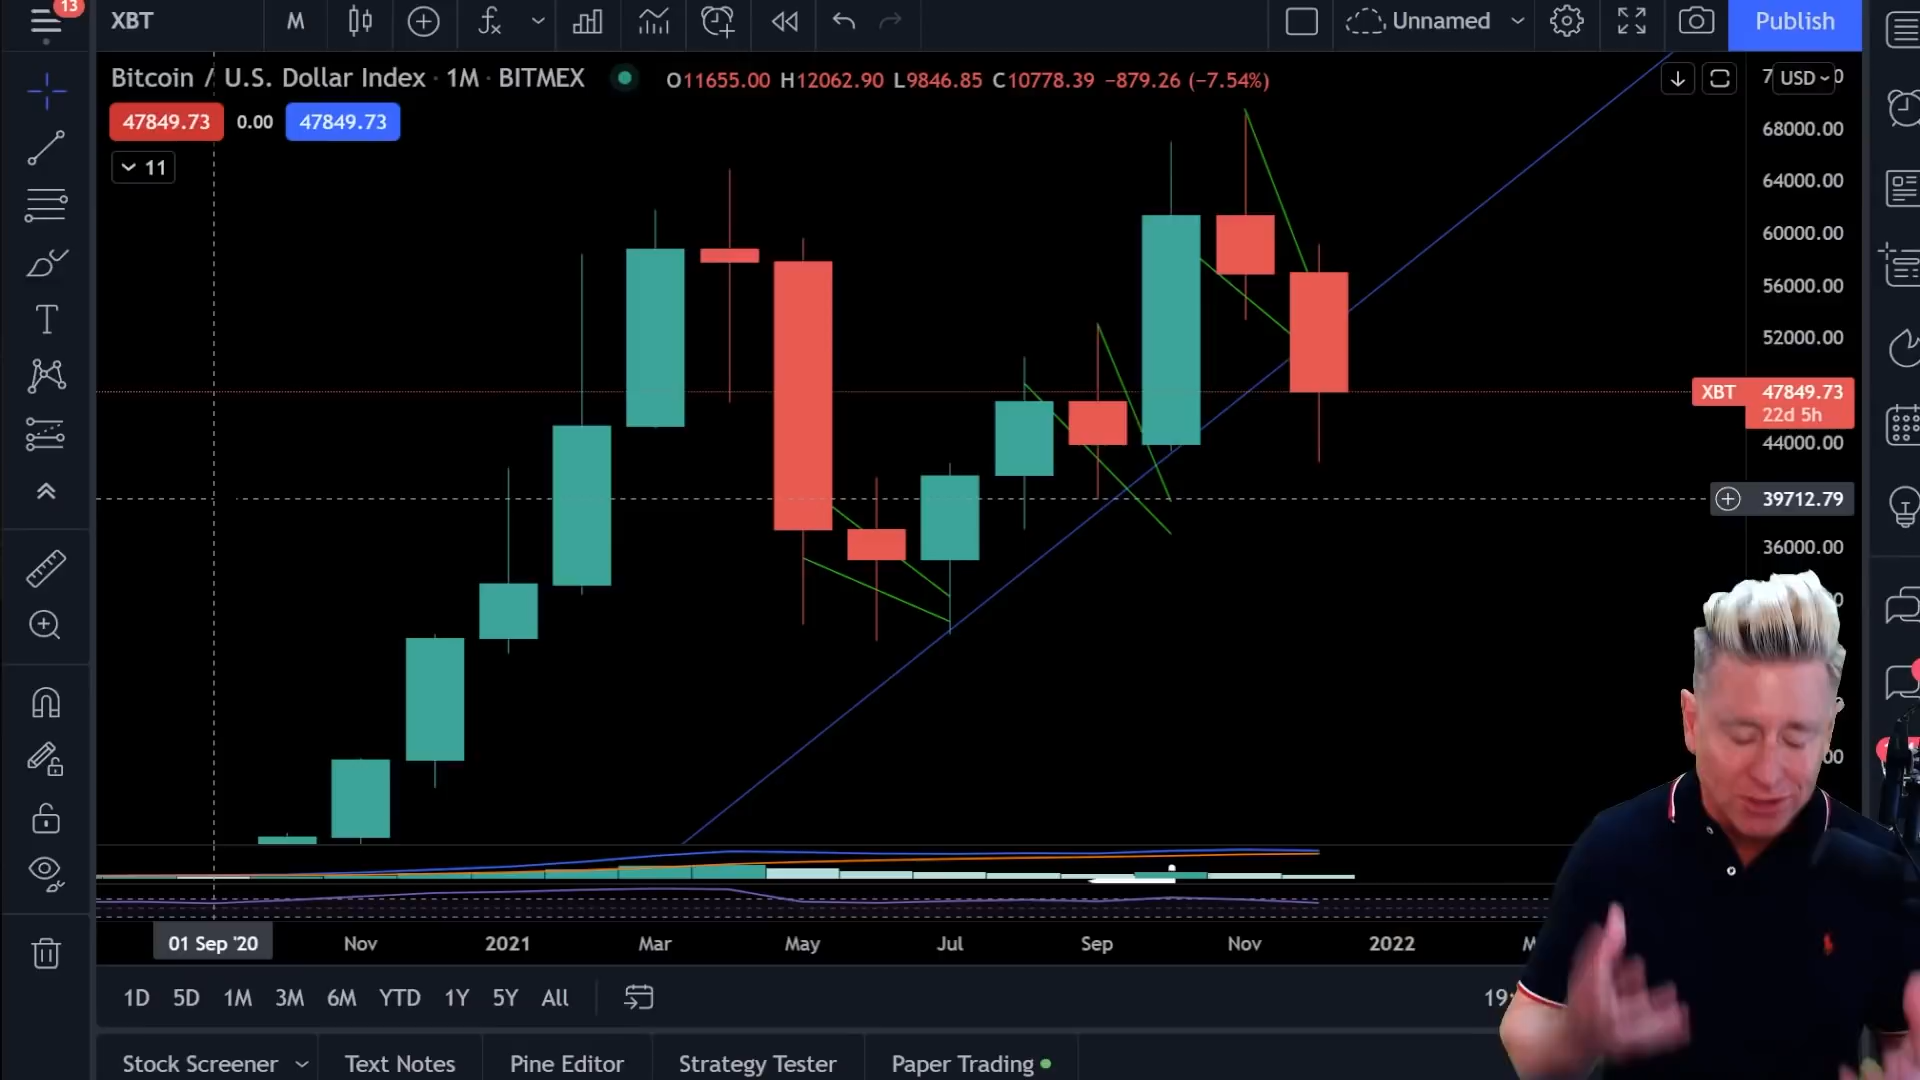 13
XBT
M
Unnamed
Publish
Bitcoin / U.S. Dollar Index · 1M · BITMEX
O11655.00 H12062.90 L9846.85 C10778.39 −879.26 (−7.54%)
USD
47849.73 0.00 47849.73
11
68000.00
64000.00
60000.00
56000.00
52000.00
XBT 47849.73
22d 5h
44000.00
39712.79
36000.00
01 Sep '20 Nov 2021 Mar May Jul Sep Nov 2022
1D 5D 1M 3M 6M YTD 1Y 5Y All
Stock Screener Text Notes Pine Editor Strategy Tester Paper Trading